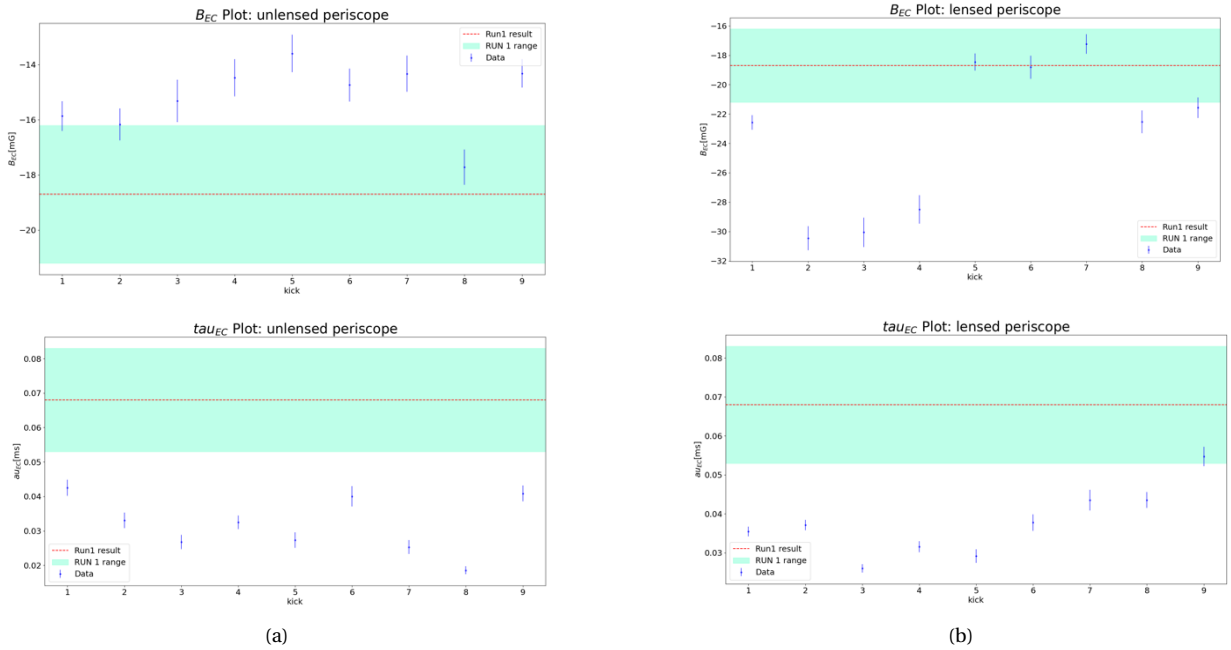 B_EC Plot: unlensed periscope
Run1 result
RUN 1 range
Data
B_EC[mG]
−14
−16
−18
−20
1 2 3 4 5 6 7 8 9
kick
B_EC Plot: lensed periscope
−16
−18
−20
−22
−24
−26
−28
−30
−32
B_EC[mG]
Run1 result
RUN 1 range
Data
1 2 3 4 5 6 7 8 9
kick
tau_EC Plot: unlensed periscope
0.08
0.07
0.06
0.05
0.04
0.03
0.02
au_EC[ms]
Run1 result
RUN 1 range
Data
1 2 3 4 5 6 7 8 9
kick
tau_EC Plot: lensed periscope
0.08
0.07
0.06
0.05
0.04
0.03
au_EC[ms]
Run1 result
RUN 1 range
Data
1 2 3 4 5 6 7 8 9
kick
(a)
(b)